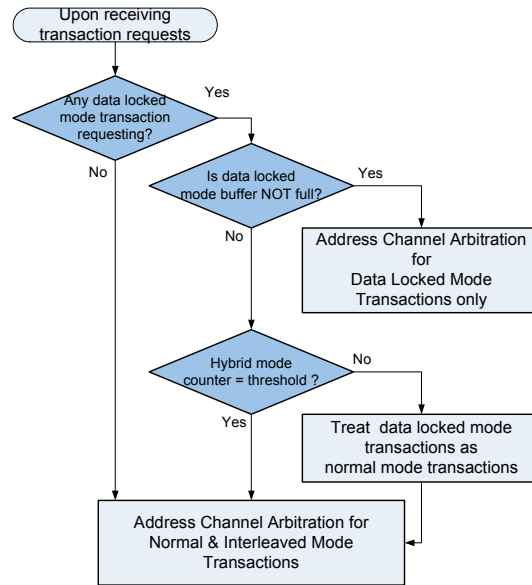 Upon receiving
transaction requests
Any data locked
mode transaction
requesting?
Yes
No
Is data locked
mode buffer NOT full?
Yes
No
Address Channel Arbitration
for
Data Locked Mode
Transactions only
Hybrid mode
counter = threshold ?
No
Yes
Treat data locked mode
transactions as
normal mode transactions
Address Channel Arbitration for
Normal & Interleaved Mode
Transactions